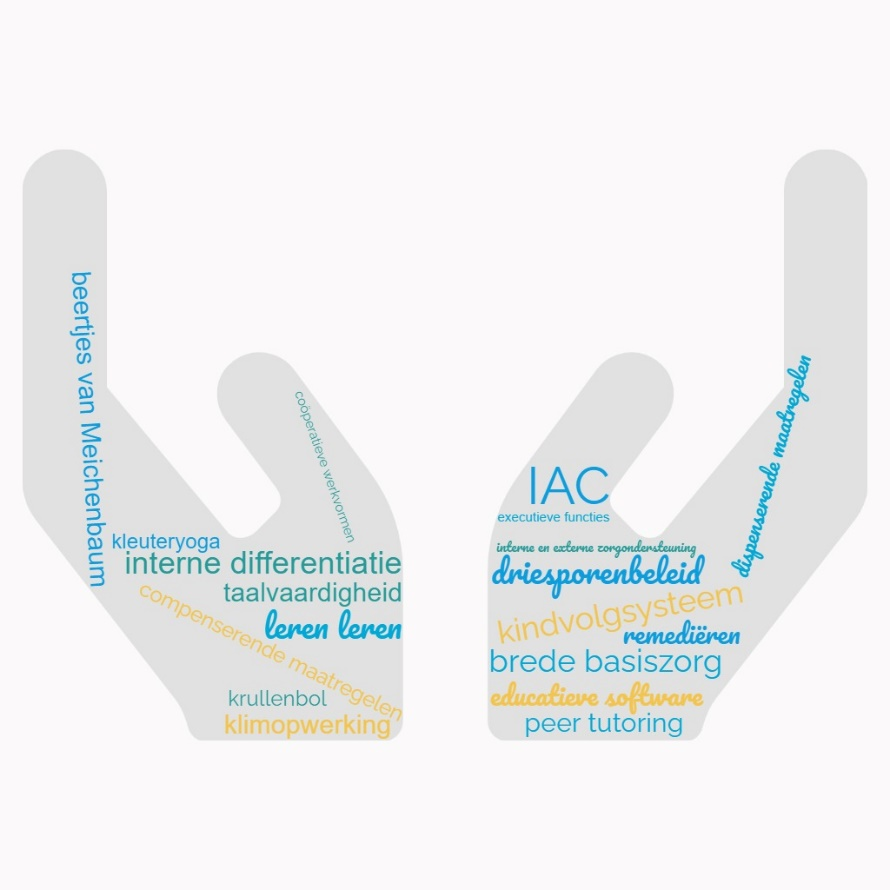 beertjes van Meichenbaum
coöperatieve werkvormen
kleuteryoga
interne differentiatie
taalvaardigheid
compenserende maatregelen
leren leren
krullenbol
klimopwerking
dispenserende maatregelen
IAC
executieve functies
interne en externe zorgondersteuning
driesporenbeleid
kindvolgsysteem
remediëren
brede basiszorg
educatieve software
peer tutoring